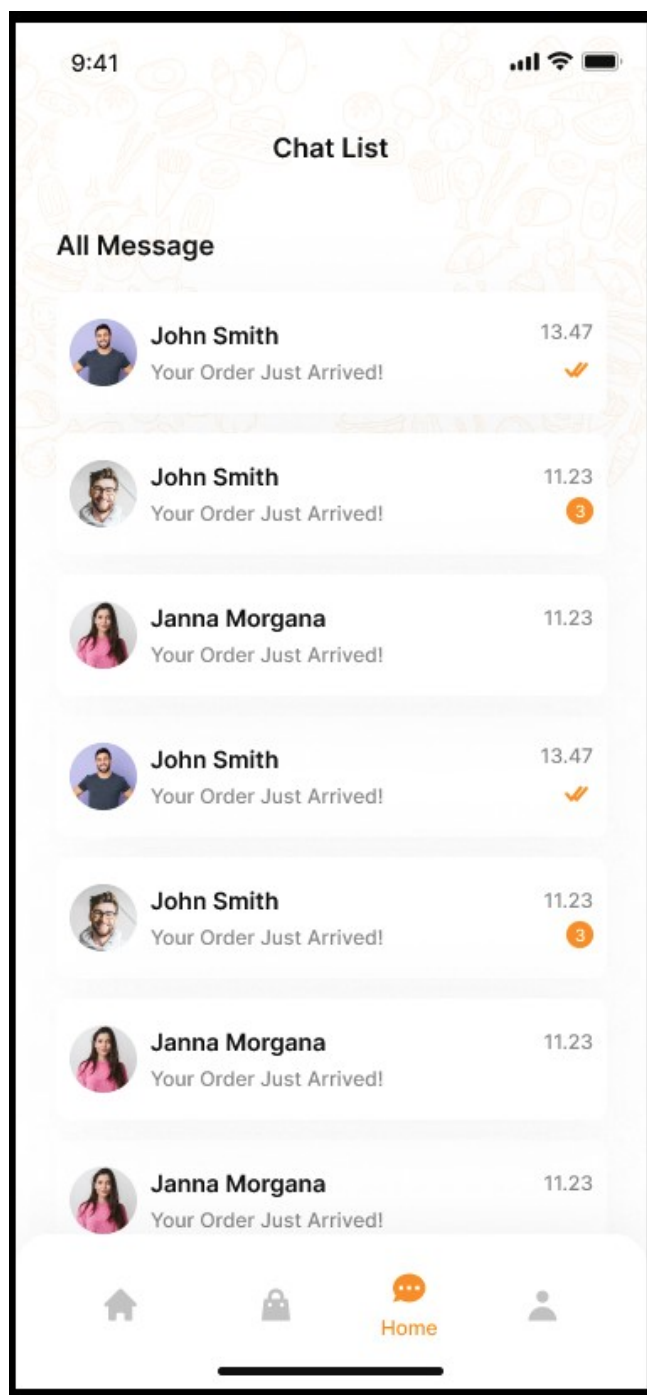 9:41
Chat List
All Message
John Smith 13.47
Your Order Just Arrived!
John Smith 11.23
Your Order Just Arrived! 3
Janna Morgana 11.23
Your Order Just Arrived!
John Smith 13.47
Your Order Just Arrived!
John Smith 11.23
Your Order Just Arrived! 3
Janna Morgana 11.23
Your Order Just Arrived!
Janna Morgana 11.23
Your Order Just Arrived!
Home